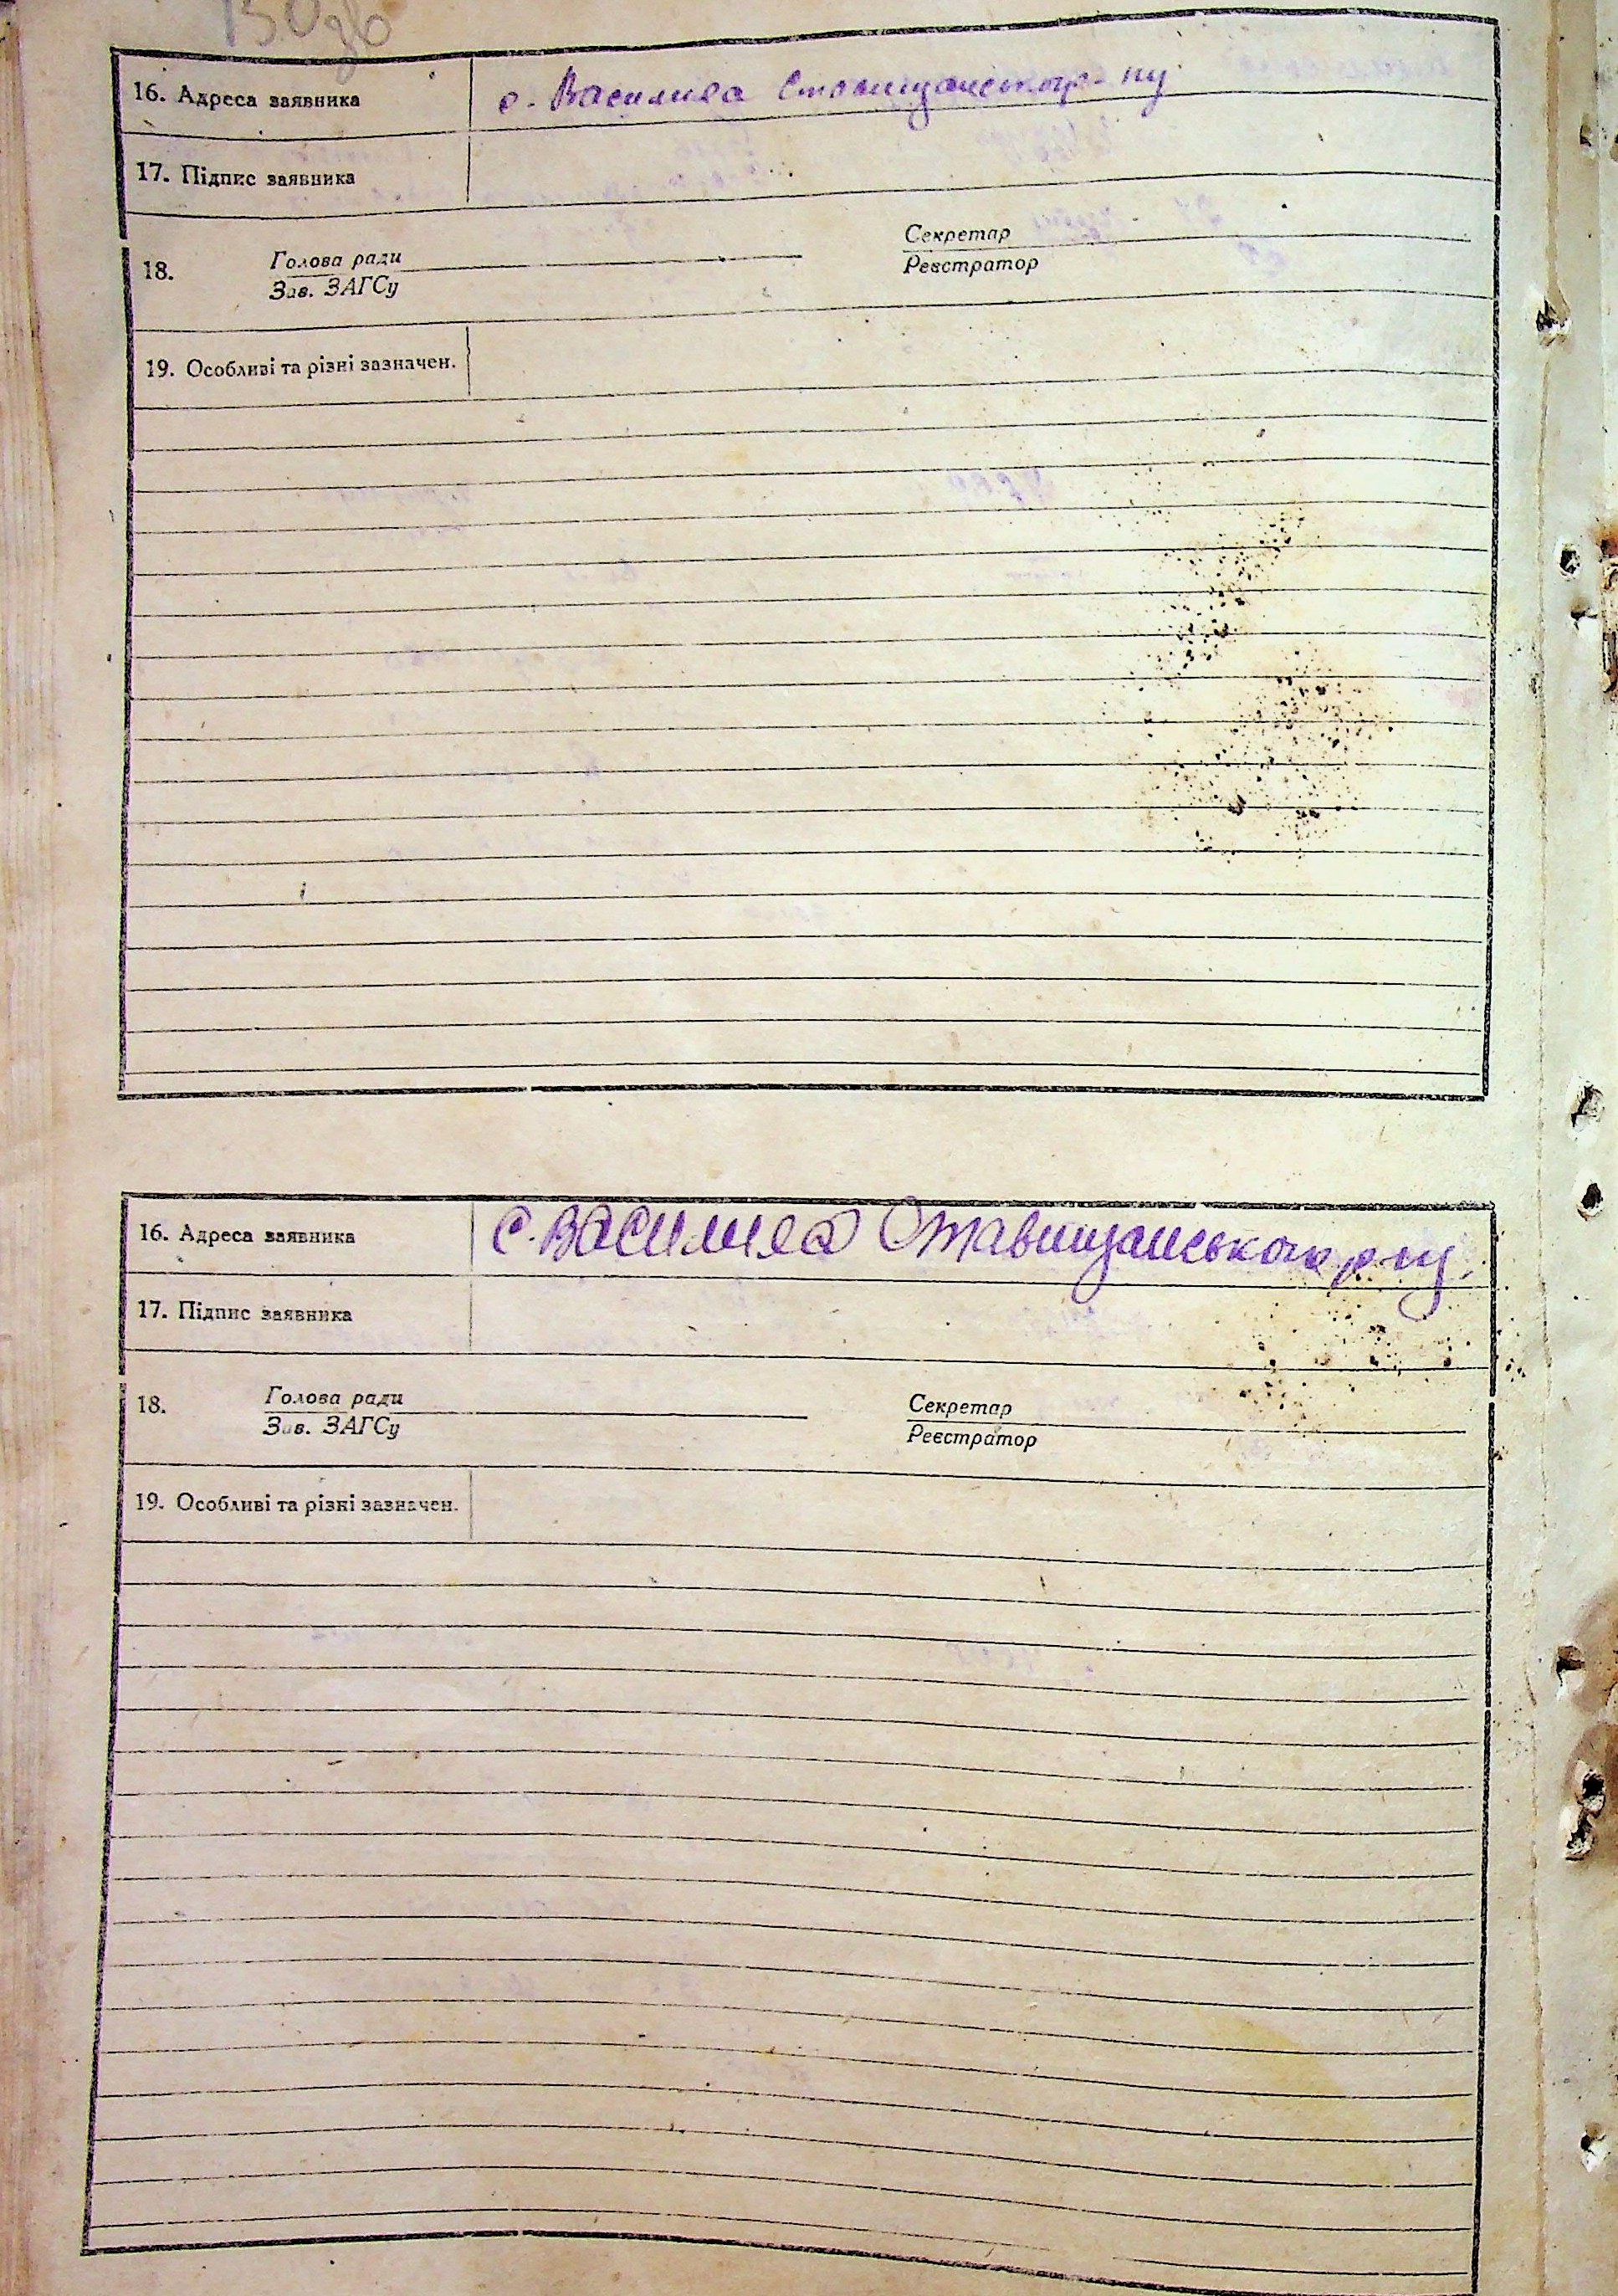 150зв
16. Адреса заявника с. Василиха Ставищанськогр-ну
17. Підпис заявника
18. Голова ради Секретар
Зав. ЗАГСу Реєстратор
19. Особливі та різні зазначен.
16. Адреса заявника с. Василиха Ставищанського р-ну.
17. Підпис заявника
18. Голова ради Секретар
Зав. ЗАГСу Реєстратор
19. Особливі та різні зазначен.